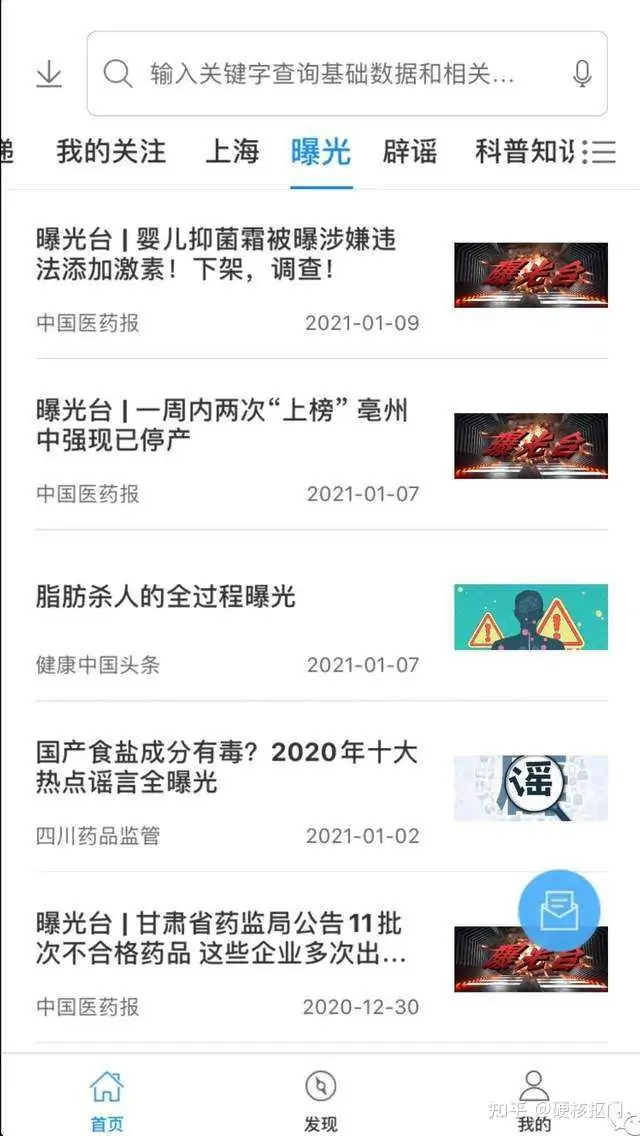 输入关键字查询基础数据和相关...
递
我的关注
上海
曝光
辟谣
科普知识
曝光台 | 婴儿抑菌霜被曝涉嫌违
法添加激素！下架，调查！
曝光台
中国医药报
2021-01-09
曝光台 | 一周内两次“上榜” 亳州
中强现已停产
曝光台
中国医药报
2021-01-07
脂肪杀人的全过程曝光
健康中国头条
2021-01-07
国产食盐成分有毒？2020年十大
热点谣言全曝光
谣
四川药品监管
2021-01-02
曝光台 | 甘肃省药监局公告11批
次不合格药品 这些企业多次出...
曝光台
中国医药报
2020-12-30
首页
发现
我的
知乎 @硬核抠门